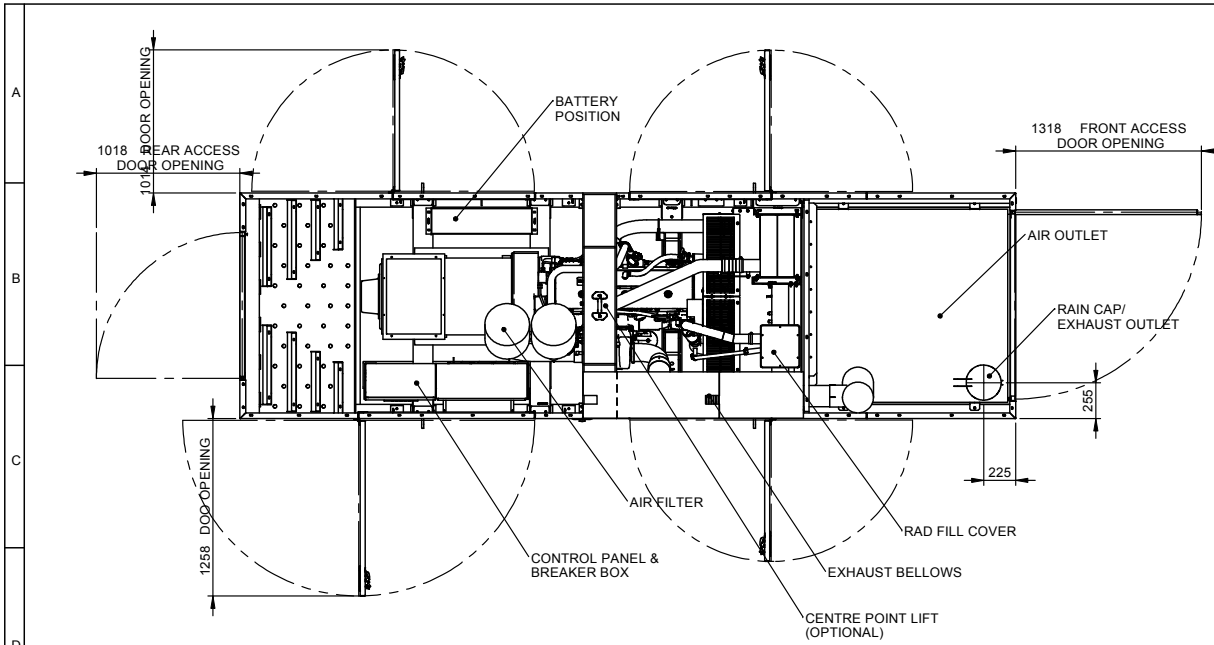 A
B
C
D
1014 DOOR OPENING
1018 REAR ACCESS
DOOR OPENING
BATTERY
POSITION
1318 FRONT ACCESS
DOOR OPENING
AIR OUTLET
RAIN CAP/
EXHAUST OUTLET
255
225
1258 DOO OPENING
AIR FILTER
RAD FILL COVER
CONTROL PANEL &
BREAKER BOX
EXHAUST BELLOWS
CENTRE POINT LIFT
(OPTIONAL)